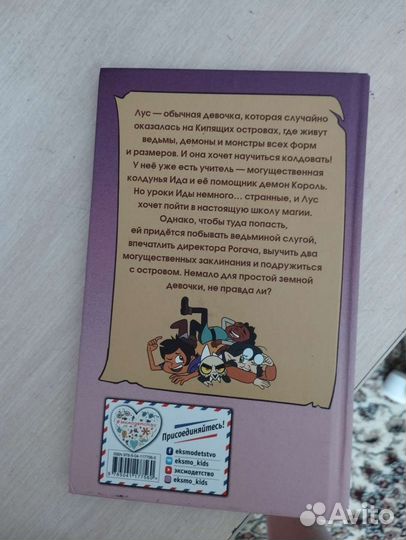 Лус — обычная девочка, которая случайно
оказалась на Кипящих островах, где живут
ведьмы, демоны и монстры всех форм
и размеров. И она хочет научиться колдовать!
У неё уже есть учитель — могущественная
колдунья Ида и её помощник демон Король.
Но уроки Иды немного... странные, и Лус
хочет пойти в настоящую школу магии.
Однако, чтобы туда попасть,
ей придётся побывать ведьминой слугой,
впечатлить директора Рогача, выучить два
могущественных заклинания и подружиться
с островом. Немало для простой земной
девочки, не правда ли?
Присоединяйтесь!
eksmodetstvo
eksmo_kids
эксмодетство
eksmo_kids
Avito